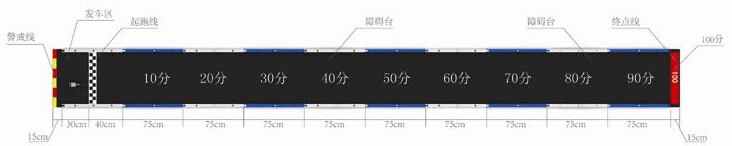 发车区
起跑线
障碍台
障碍台
终点线
警戒线
100分
10分 20分 30分 40分 50分 60分 70分 80分 90分 100
30cm 40cm 75cm 75cm 75cm 75cm 75cm 75cm 75cm 75cm 75cm
15cm 15cm